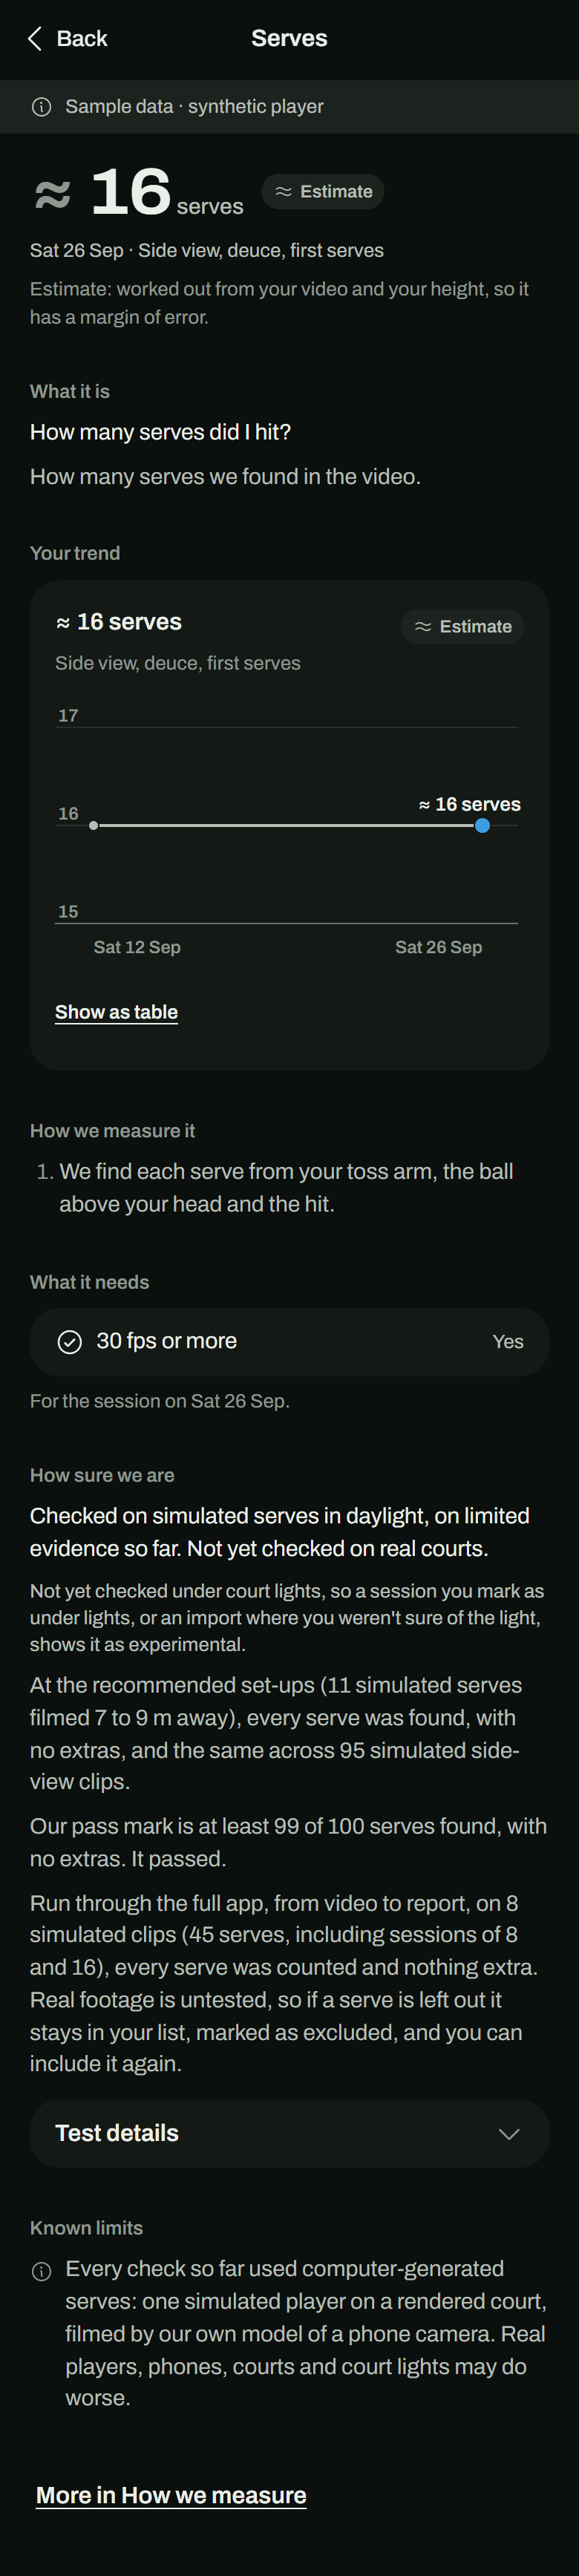 Back
Serves
Sample data · synthetic player
≈ 16 serves
≈ Estimate
Sat 26 Sep · Side view, deuce, first serves
Estimate: worked out from your video and your height, so it
has a margin of error.
What it is
How many serves did I hit?
How many serves we found in the video.
Your trend
≈ 16 serves
≈ Estimate
Side view, deuce, first serves
17
≈ 16 serves
16
15
Sat 12 Sep
Sat 26 Sep
Show as table
How we measure it
1. We find each serve from your toss arm, the ball
above your head and the hit.
What it needs
30 fps or more
Yes
For the session on Sat 26 Sep.
How sure we are
Checked on simulated serves in daylight, on limited
evidence so far. Not yet checked on real courts.
Not yet checked under court lights, so a session you mark as
under lights, or an import where you weren't sure of the light,
shows it as experimental.
At the recommended set-ups (11 simulated serves
filmed 7 to 9 m away), every serve was found, with
no extras, and the same across 95 simulated side-
view clips.
Our pass mark is at least 99 of 100 serves found, with
no extras. It passed.
Run through the full app, from video to report, on 8
simulated clips (45 serves, including sessions of 8
and 16), every serve was counted and nothing extra.
Real footage is untested, so if a serve is left out it
stays in your list, marked as excluded, and you can
include it again.
Test details
Known limits
Every check so far used computer-generated
serves: one simulated player on a rendered court,
filmed by our own model of a phone camera. Real
players, phones, courts and court lights may do
worse.
More in How we measure